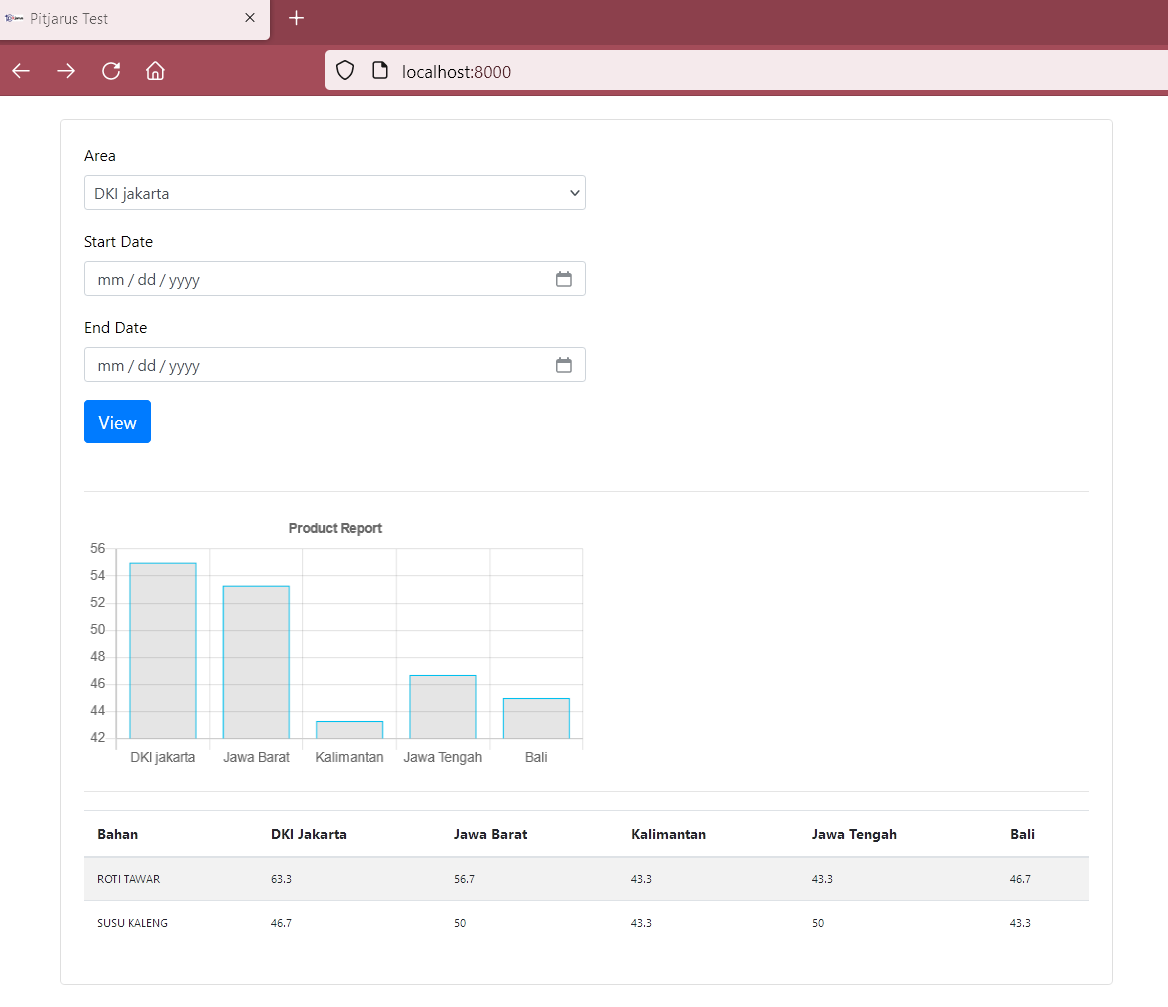 Pitjarus Test
localhost:8000
Area
DKI jakarta
Start Date
mm / dd / yyyy
End Date
mm / dd / yyyy
View
Product Report
56
54
52
50
48
46
44
42
DKI jakarta Jawa Barat Kalimantan Jawa Tengah Bali
Bahan DKI Jakarta Jawa Barat Kalimantan Jawa Tengah Bali
ROTI TAWAR 63.3 56.7 43.3 43.3 46.7
SUSU KALENG 46.7 50 43.3 50 43.3